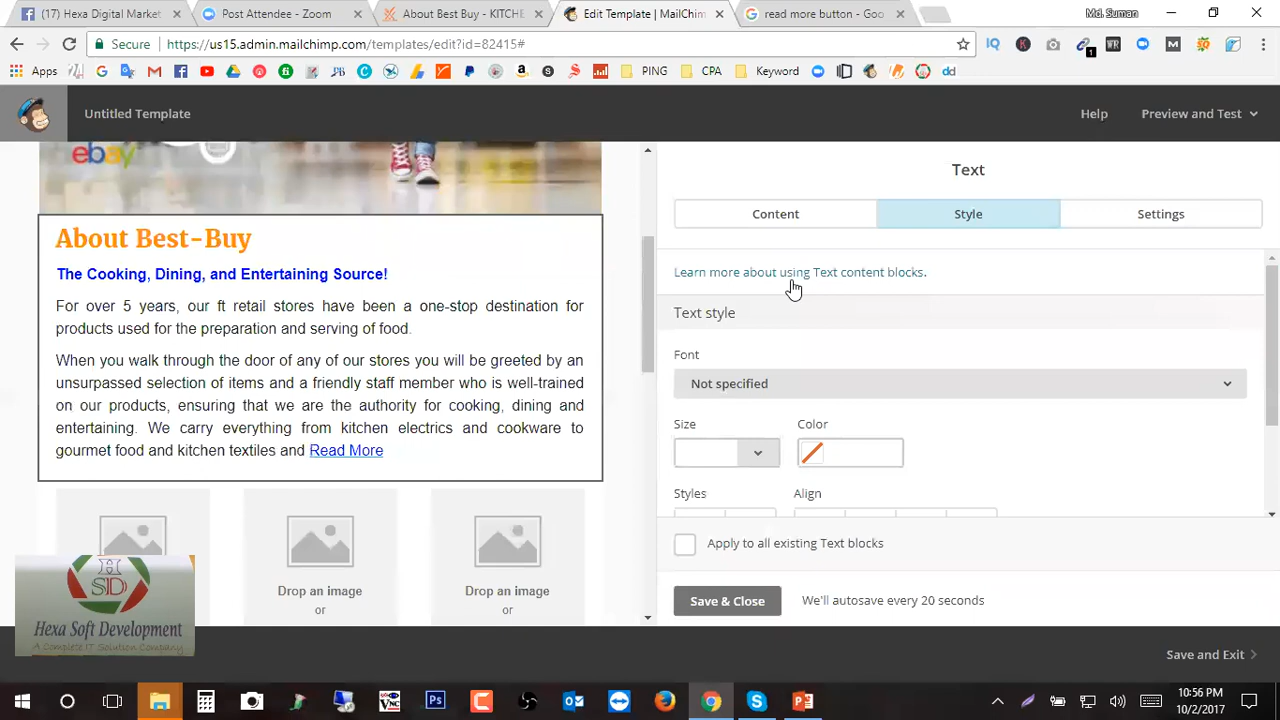 (17) Hexa Digital Market
Post Attendee - Zoom
About Best Buy - KITCHE
Edit Template | MailChim
read more button - Goo
Md. Suman
Secure
https://us15.admin.mailchimp.com/templates/edit?id=82415#
Apps
PING
CPA
Keyword
Untitled Template
Help
Preview and Test
ebay
About Best-Buy
The Cooking, Dining, and Entertaining Source!
For over 5 years, our ft retail stores have been a one-stop destination for
products used for the preparation and serving of food.
When you walk through the door of any of our stores you will be greeted by an
unsurpassed selection of items and a friendly staff member who is well-trained
on our products, ensuring that we are the authority for cooking, dining and
entertaining. We carry everything from kitchen electrics and cookware to
gourmet food and kitchen textiles and Read More
Drop an image
or
Drop an image
or
HSD
Hexa Soft Development
A Complete IT Solution Company
Text
Content
Style
Settings
Learn more about using Text content blocks.
Text style
Font
Not specified
Size
Color
Styles
Align
Apply to all existing Text blocks
Save & Close
We'll autosave every 20 seconds
Save and Exit
10:56 PM
10/2/2017